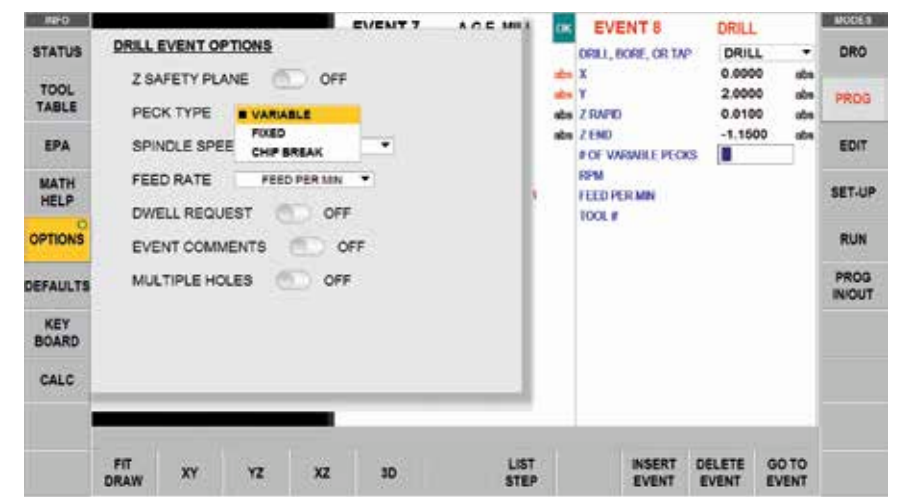 INFO
STATUS
TOOL
TABLE
EPA
MATH
HELP
OPTIONS
DEFAULTS
KEY
BOARD
CALC
EVENT 7 A.G.E. MILL
DRILL EVENT OPTIONS
Z SAFETY PLANE OFF
PECK TYPE
VARIABLE
FIXED
CHIP BREAK
SPINDLE SPEE
FEED RATE FEED PER MIN
DWELL REQUEST OFF
EVENT COMMENTS OFF
MULTIPLE HOLES OFF
OK EVENT 8 DRILL
DRILL, BORE, OR TAP DRILL
abs X 0.0000 abs
abs Y 2.0000 abs
abs Z RAPID 0.0100 abs
abs Z END -1.1500 abs
# OF VARIABLE PECKS
RPM
FEED PER MIN
TOOL #
MODES
DRO
PROG
EDIT
SET-UP
RUN
PROG
IN/OUT
FIT
DRAW
XY
YZ
XZ
3D
LIST
STEP
INSERT
EVENT
DELETE
EVENT
GO TO
EVENT